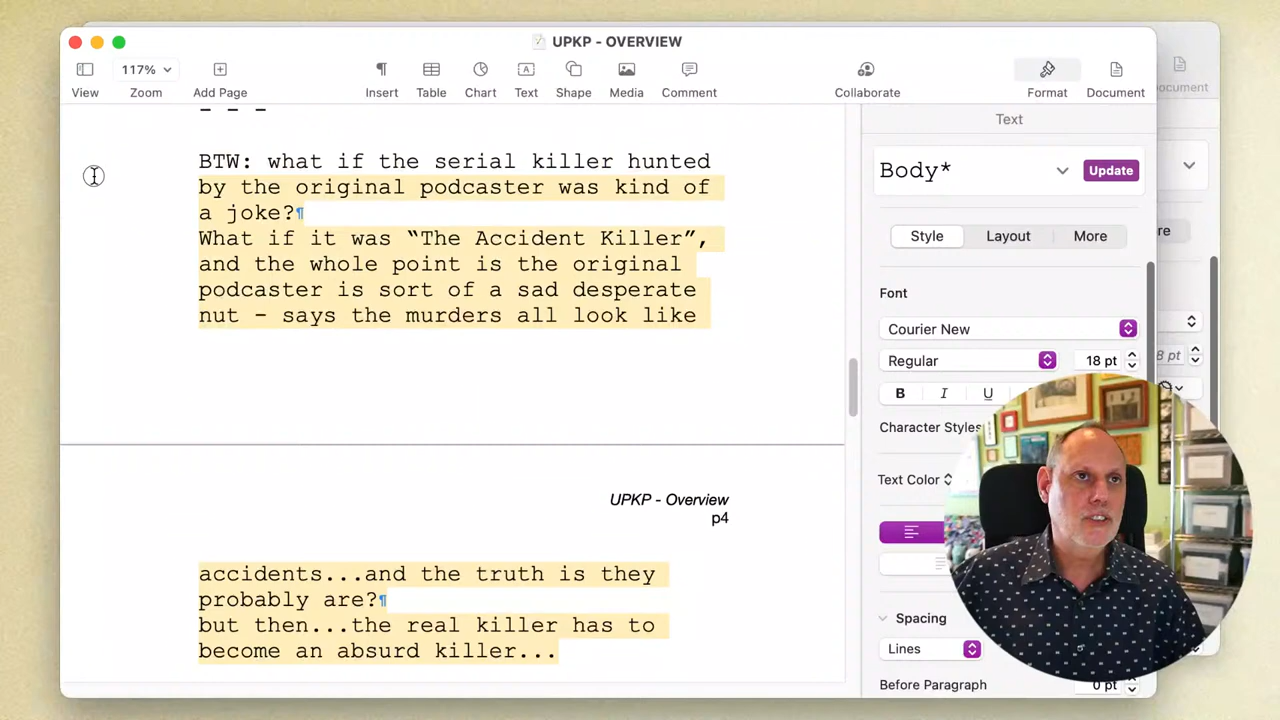 UPKP - OVERVIEW
117%
View
Zoom
Add Page
Insert
Table
Chart
Text
Shape
Media
Comment
Collaborate
Format
Document
ocument
- - -
BTW: what if the serial killer hunted
by the original podcaster was kind of
a joke?¶
What if it was “The Accident Killer”,
and the whole point is the original
podcaster is sort of a sad desperate
nut - says the murders all look like
UPKP - Overview
p4
accidents...and the truth is they
probably are?¶
but then...the real killer has to
become an absurd killer...
Text
Body*
Update
Style
Layout
More
re
Font
Courier New
Regular
18 pt
8 pt
B
I
U
Character Styles
Text Color
Spacing
Lines
Before Paragraph
0 pt